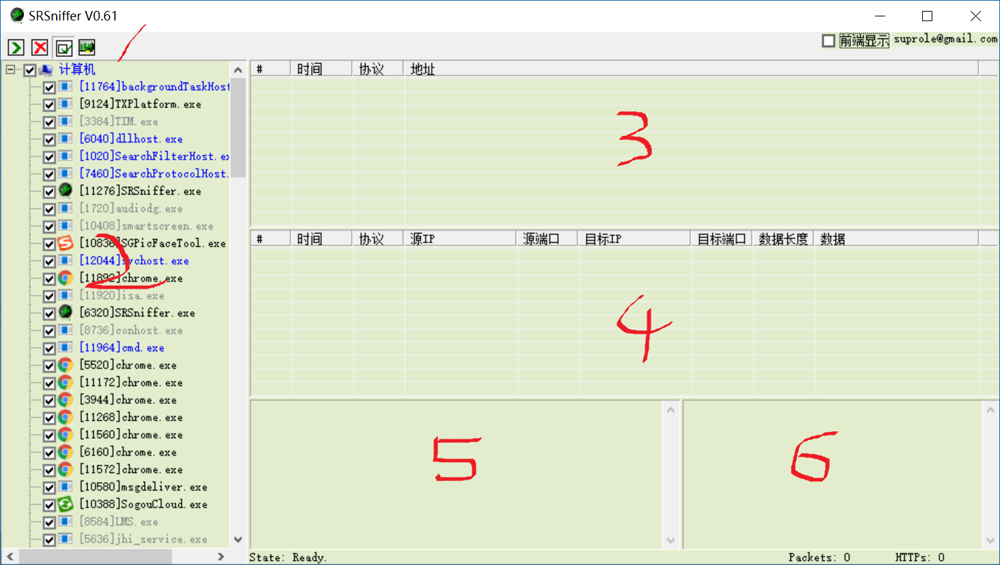 SRSniffer V0.61
1
前端显示 suprole@gmail.com
计算机
[11764]backgroundTaskHost
[9124]TXPlatform.exe
[3384]TIM.exe
[6040]dllhost.exe
[1020]SearchFilterHost.ex
[7460]SearchProtocolHost.
[11276]SRSniffer.exe
[1720]audiodg.exe
[10408]smartscreen.exe
[10836]SGPicFaceTool.exe
[12044]svchost.exe
[11892]chrome.exe
[11920]isa.exe
[6320]SRSniffer.exe
[8736]conhost.exe
[11964]cmd.exe
[5520]chrome.exe
[11172]chrome.exe
[3944]chrome.exe
[11268]chrome.exe
[11560]chrome.exe
[6160]chrome.exe
[11572]chrome.exe
[10580]msgdeliver.exe
[10388]SogouCloud.exe
[8584]LMS.exe
[5636]jhi_service.exe
2
# 时间 协议 地址
3
# 时间 协议 源IP 源端口 目标IP 目标端口 数据长度 数据
4
5
6
State: Ready. Packets: 0 HTTPs: 0